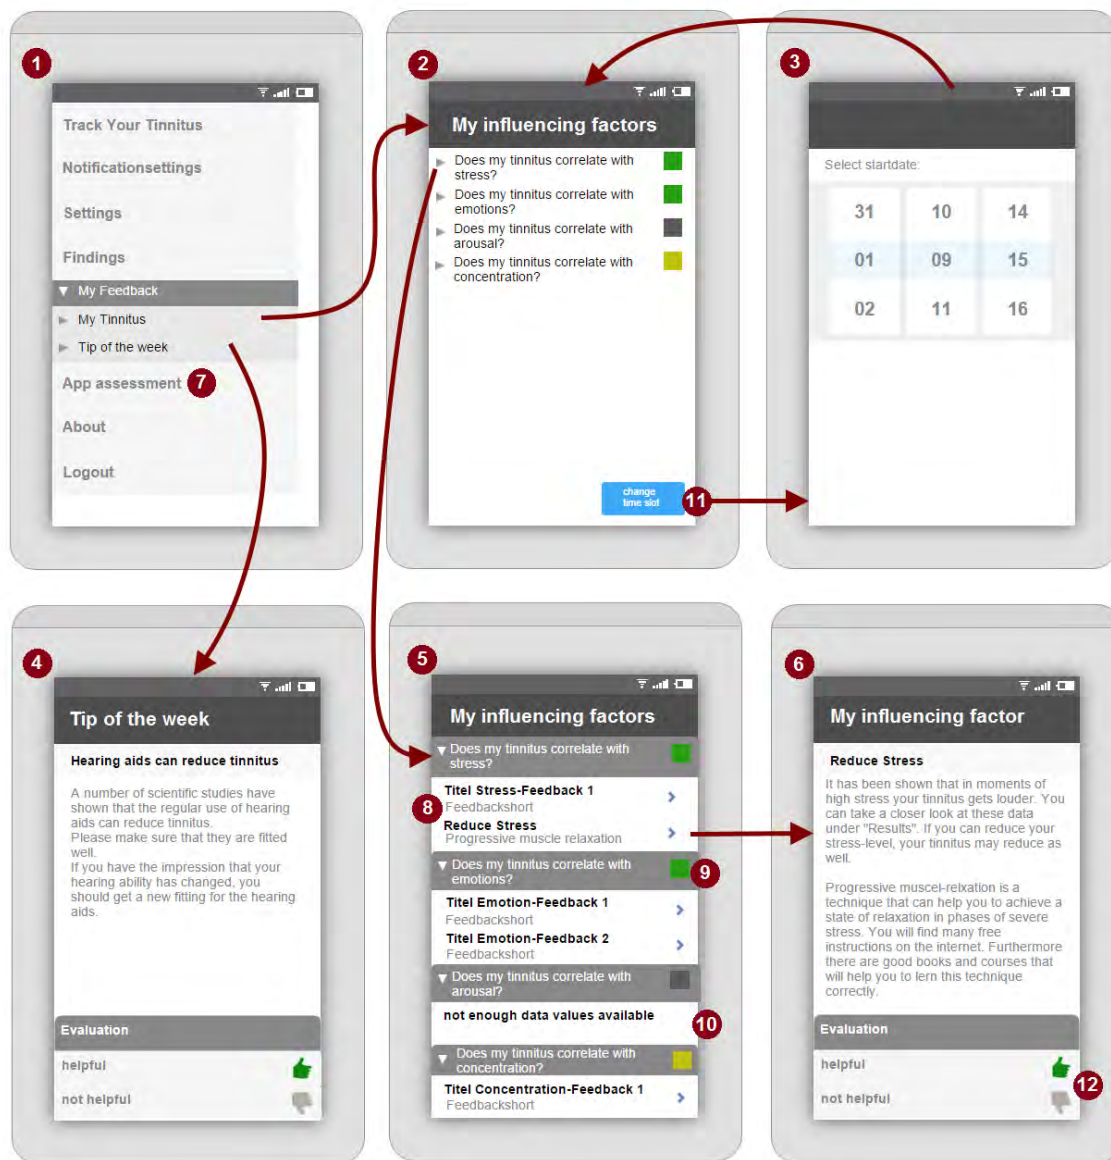 1
Track Your Tinnitus
Notificationsettings
Settings
Findings
My Feedback
My Tinnitus
Tip of the week
App assessment 7
About
Logout
2
My influencing factors
Does my tinnitus correlate with
stress?
Does my tinnitus correlate with
emotions?
Does my tinnitus correlate with
arousal?
Does my tinnitus correlate with
concentration?
change
time slot
11
3
Select startdate:
31 10 14
01 09 15
02 11 16
4
Tip of the week
Hearing aids can reduce tinnitus
A number of scientific studies have
shown that the regular use of hearing
aids can reduce tinnitus.
Please make sure that they are fitted
well.
If you have the impression that your
hearing ability has changed, you
should get a new fitting for the hearing
aids.
Evaluation
helpful
not helpful
5
My influencing factors
Does my tinnitus correlate with
stress?
Titel Stress-Feedback 1
8
Feedbackshort
Reduce Stress
Progressive muscle relaxation
Does my tinnitus correlate with
emotions?
9
Titel Emotion-Feedback 1
Feedbackshort
Titel Emotion-Feedback 2
Feedbackshort
Does my tinnitus correlate with
arousal?
not enough data values available
10
Does my tinnitus correlate with
concentration?
Titel Concentration-Feedback 1
Feedbackshort
6
My influencing factor
Reduce Stress
It has been shown that in moments of
high stress your tinnitus gets louder. You
can take a closer look at these data
under "Results". If you can reduce your
stress-level, your tinnitus may reduce as
well.
Progressive muscel-relxation is a
technique that can help you to achieve a
state of relaxation in phases of severe
stress. You will find many free
instructions on the internet. Furthermore
there are good books and courses that
will help you to lern this technique
correctly.
Evaluation
helpful
12
not helpful